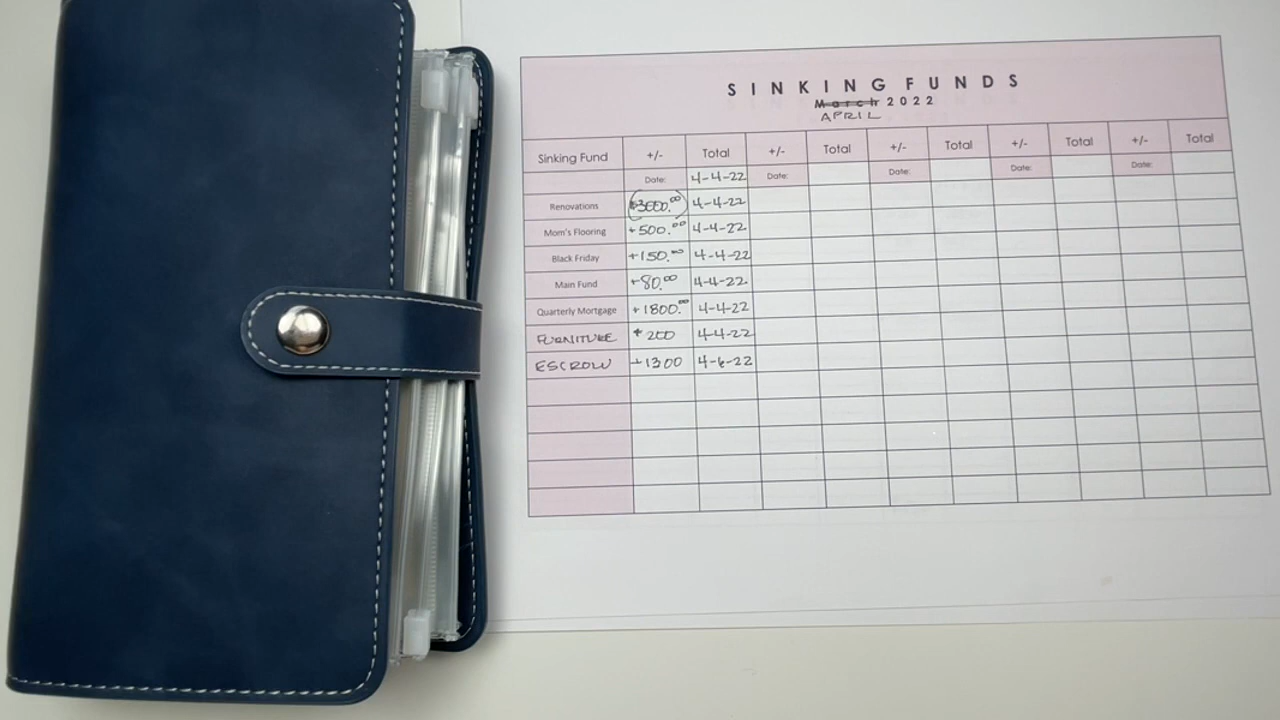 SINKING FUNDS
March 2022
APRIL
Sinking Fund +/- Total +/- Total +/- Total +/- Total +/- Total
Date: 4-4-22 Date: Date: Date: Date:
Renovations +3000.00 4-4-22
Mom's Flooring +500.00 4-4-22
Black Friday +150.00 4-4-22
Main Fund +80.00 4-4-22
Quarterly Mortgage +1800.00 4-4-22
FURNITURE +200 4-4-22
ESCROW +1300 4-6-22